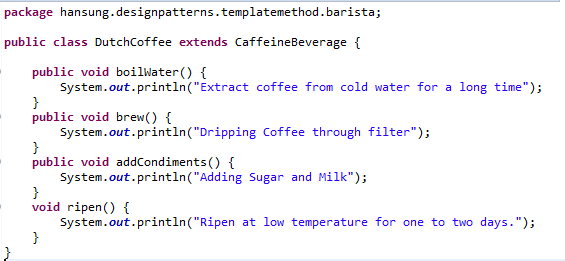 package hansung.designpatterns.templatemethod.barista;
public class DutchCoffee extends CaffeineBeverage {
public void boilWater() {
System.out.println("Extract coffee from cold water for a long time");
}
public void brew() {
System.out.println("Dripping Coffee through filter");
}
public void addCondiments() {
System.out.println("Adding Sugar and Milk");
}
void ripen() {
System.out.println("Ripen at low temperature for one to two days.");
}
}